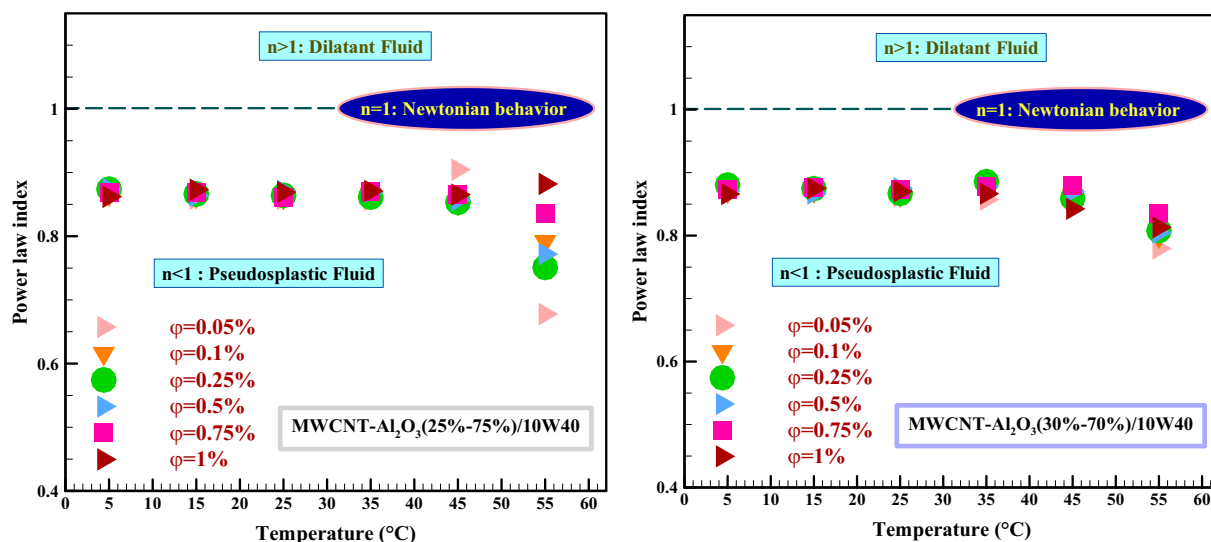 n>1: Dilatant Fluid
1
n=1: Newtonian behavior
Power law index
0.8
n<1 : Pseudosplastic Fluid
φ=0.05%
φ=0.1%
0.6
φ=0.25%
φ=0.5%
φ=0.75%
φ=1%
MWCNT-Al₂O₃(25%-75%)/10W40
0.4
0 5 10 15 20 25 30 35 40 45 50 55 60
Temperature (°C)
n>1: Dilatant Fluid
1
n=1: Newtonian behavior
Power law index
0.8
n<1 : Pseudosplastic Fluid
φ=0.05%
φ=0.1%
0.6
φ=0.25%
φ=0.5%
φ=0.75%
φ=1%
MWCNT-Al₂O₃(30%-70%)/10W40
0.4
0 5 10 15 20 25 30 35 40 45 50 55 60
Temperature (°C)